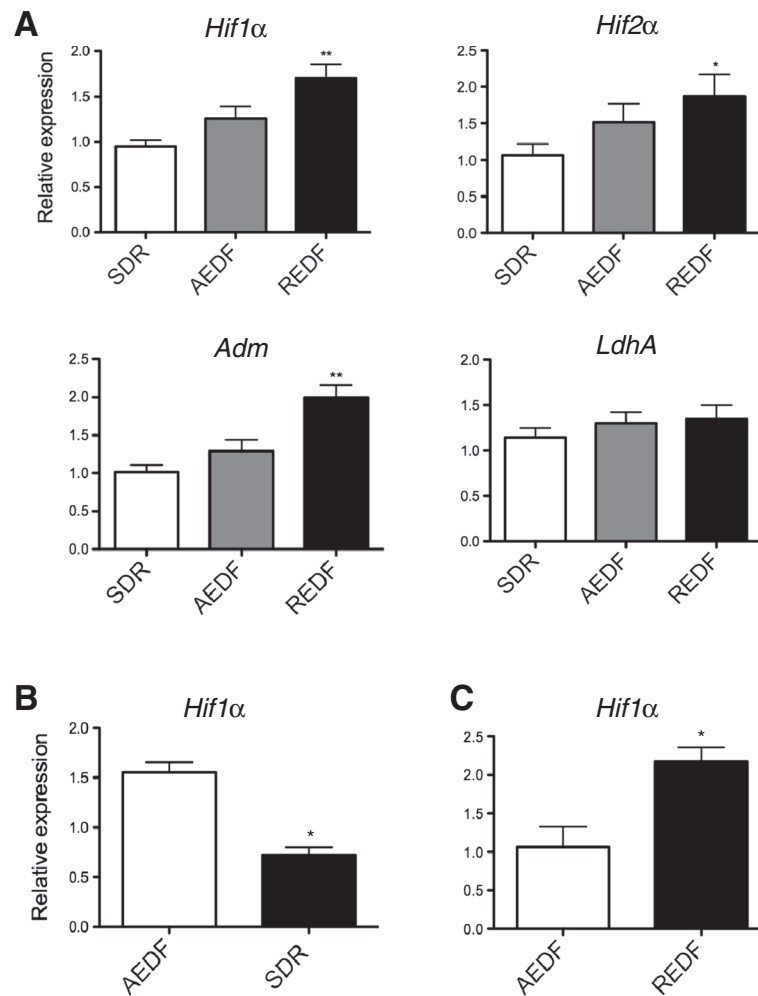 A
Hif1α
Relative expression
2.0
1.5
1.0
0.5
0.0
**
SDR
AEDF
REDF
Hif2α
2.5
2.0
1.5
1.0
0.5
0.0
*
SDR
AEDF
REDF
Adm
2.5
2.0
1.5
1.0
0.5
0.0
**
SDR
AEDF
REDF
LdhA
2.0
1.5
1.0
0.5
0.0
SDR
AEDF
REDF
B
Hif1α
Relative expression
2.0
1.5
1.0
0.5
0.0
*
AEDF
SDR
C
Hif1α
2.5
2.0
1.5
1.0
0.5
0.0
*
AEDF
REDF